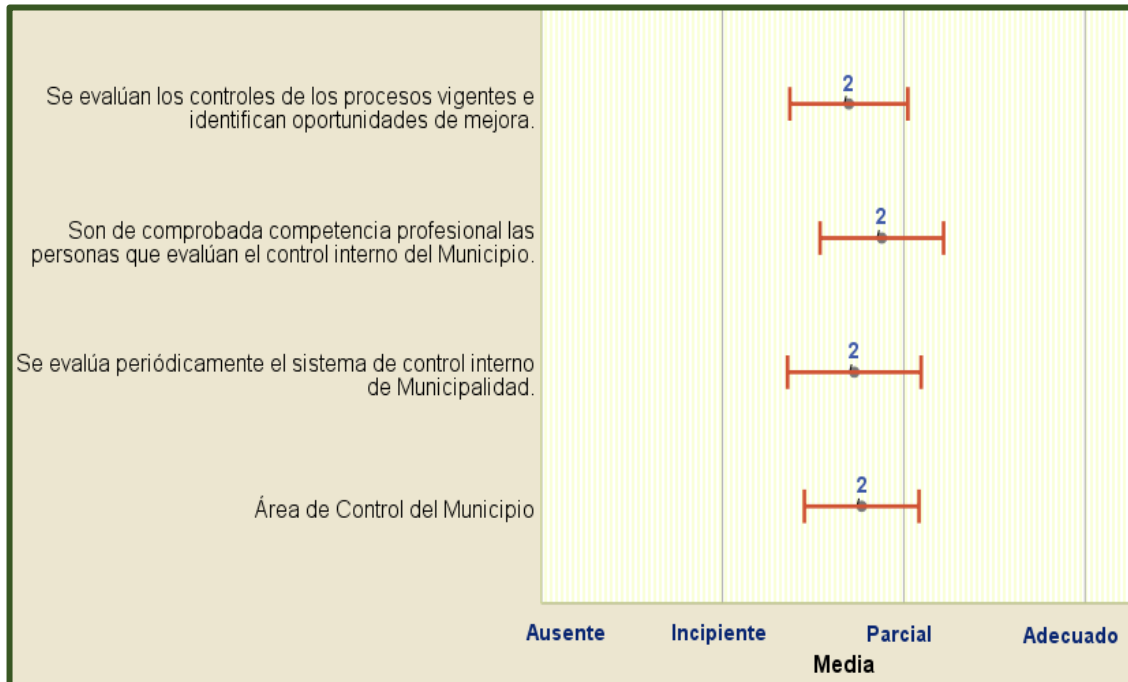 2
Se evalúan los controles de los procesos vigentes e
identifican oportunidades de mejora.
2
Son de comprobada competencia profesional las
personas que evalúan el control interno del Municipio.
2
Se evalúa periódicamente el sistema de control interno
de Municipalidad.
2
Área de Control del Municipio
Ausente Incipiente Parcial Adecuado
Media